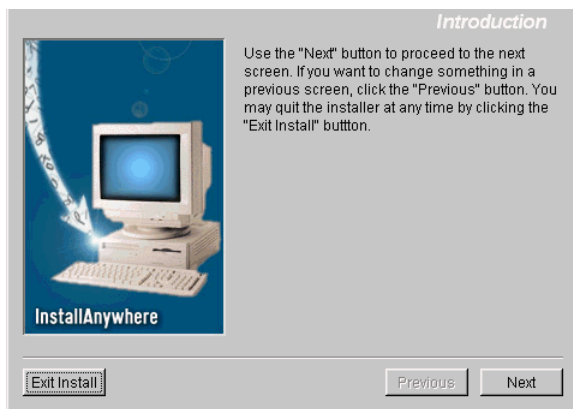 Introduction
Use the "Next" button to proceed to the next
screen. If you want to change something in a
previous screen, click the "Previous" button. You
may quit the installer at any time by clicking the
"Exit Install" buttton.
InstallAnywhere
Exit Install
Previous
Next